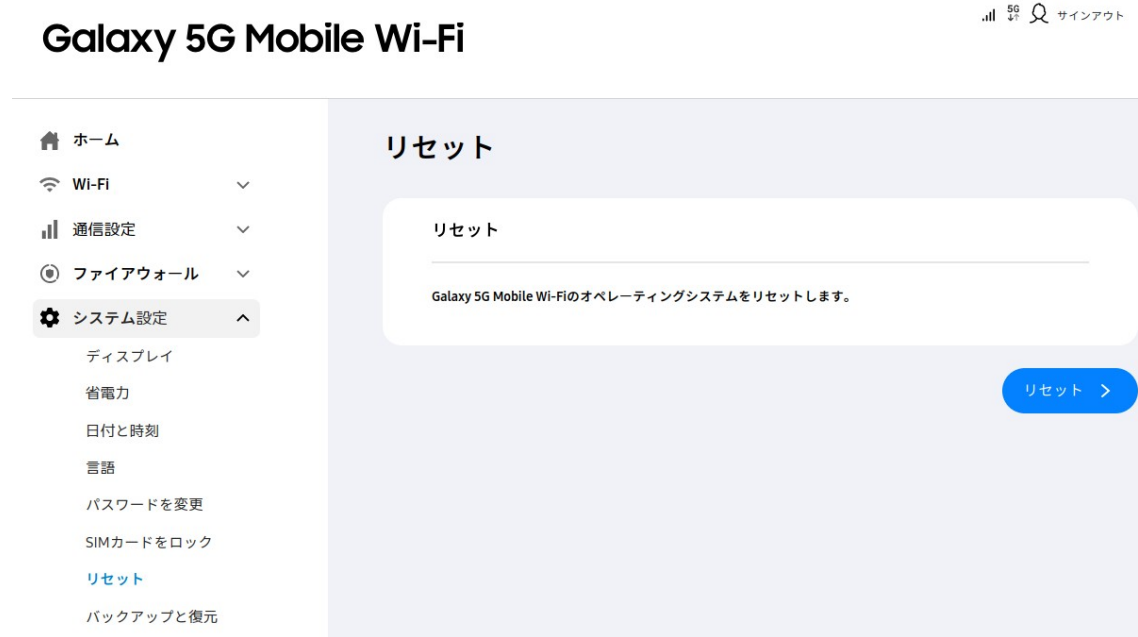 Galaxy 5G Mobile Wi-Fi
5G
サインアウト
ホーム
Wi-Fi
通信設定
ファイアウォール
システム設定
ディスプレイ
省電力
日付と時刻
言語
パスワードを変更
SIMカードをロック
リセット
バックアップと復元
リセット
リセット
Galaxy 5G Mobile Wi-Fiのオペレーティングシステムをリセットします。
リセット